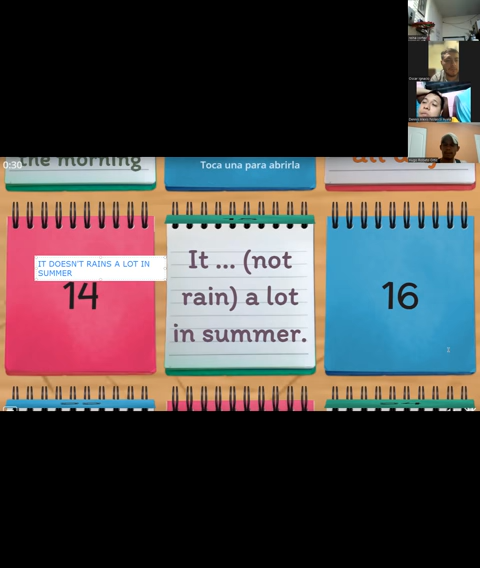 0:30
the morning
Toca una para abrirla
IT DOESN'T RAINS A LOT IN
SUMMER
14
It ... (not
rain) a lot
in summer.
16